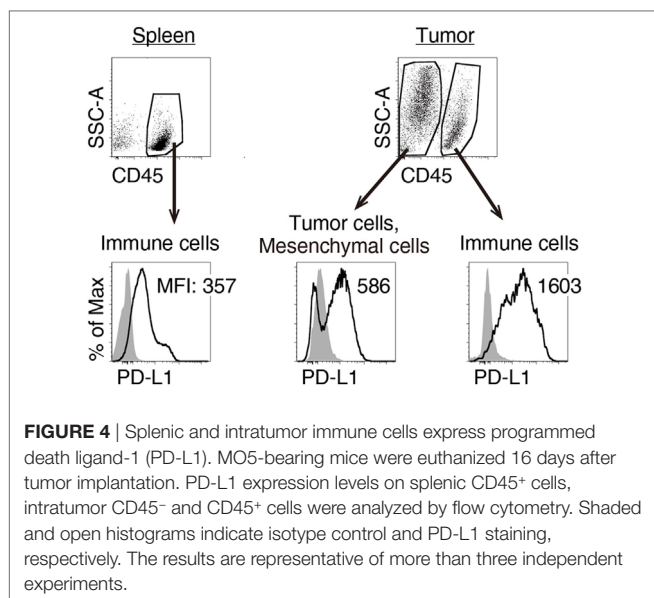 Spleen
Tumor
SSC-A
CD45
SSC-A
CD45
Immune cells
Tumor cells,
Mesenchymal cells
Immune cells
% of Max
MFI: 357
586
1603
PD-L1
PD-L1
PD-L1
FIGURE 4 | Splenic and intratumor immune cells express programmed
death ligand-1 (PD-L1). MO5-bearing mice were euthanized 16 days after
tumor implantation. PD-L1 expression levels on splenic CD45⁺ cells,
intratumor CD45⁻ and CD45⁺ cells were analyzed by flow cytometry. Shaded
and open histograms indicate isotype control and PD-L1 staining,
respectively. The results are representative of more than three independent
experiments.